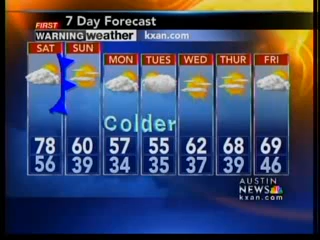 FIRST 7 Day Forecast
WARNING weather kxan.com
SAT SUN MON TUES WED THUR FRI
Colder
78 60 57 55 62 68 69
56 39 34 35 37 39 46
AUSTIN
NEWS
kxan.com